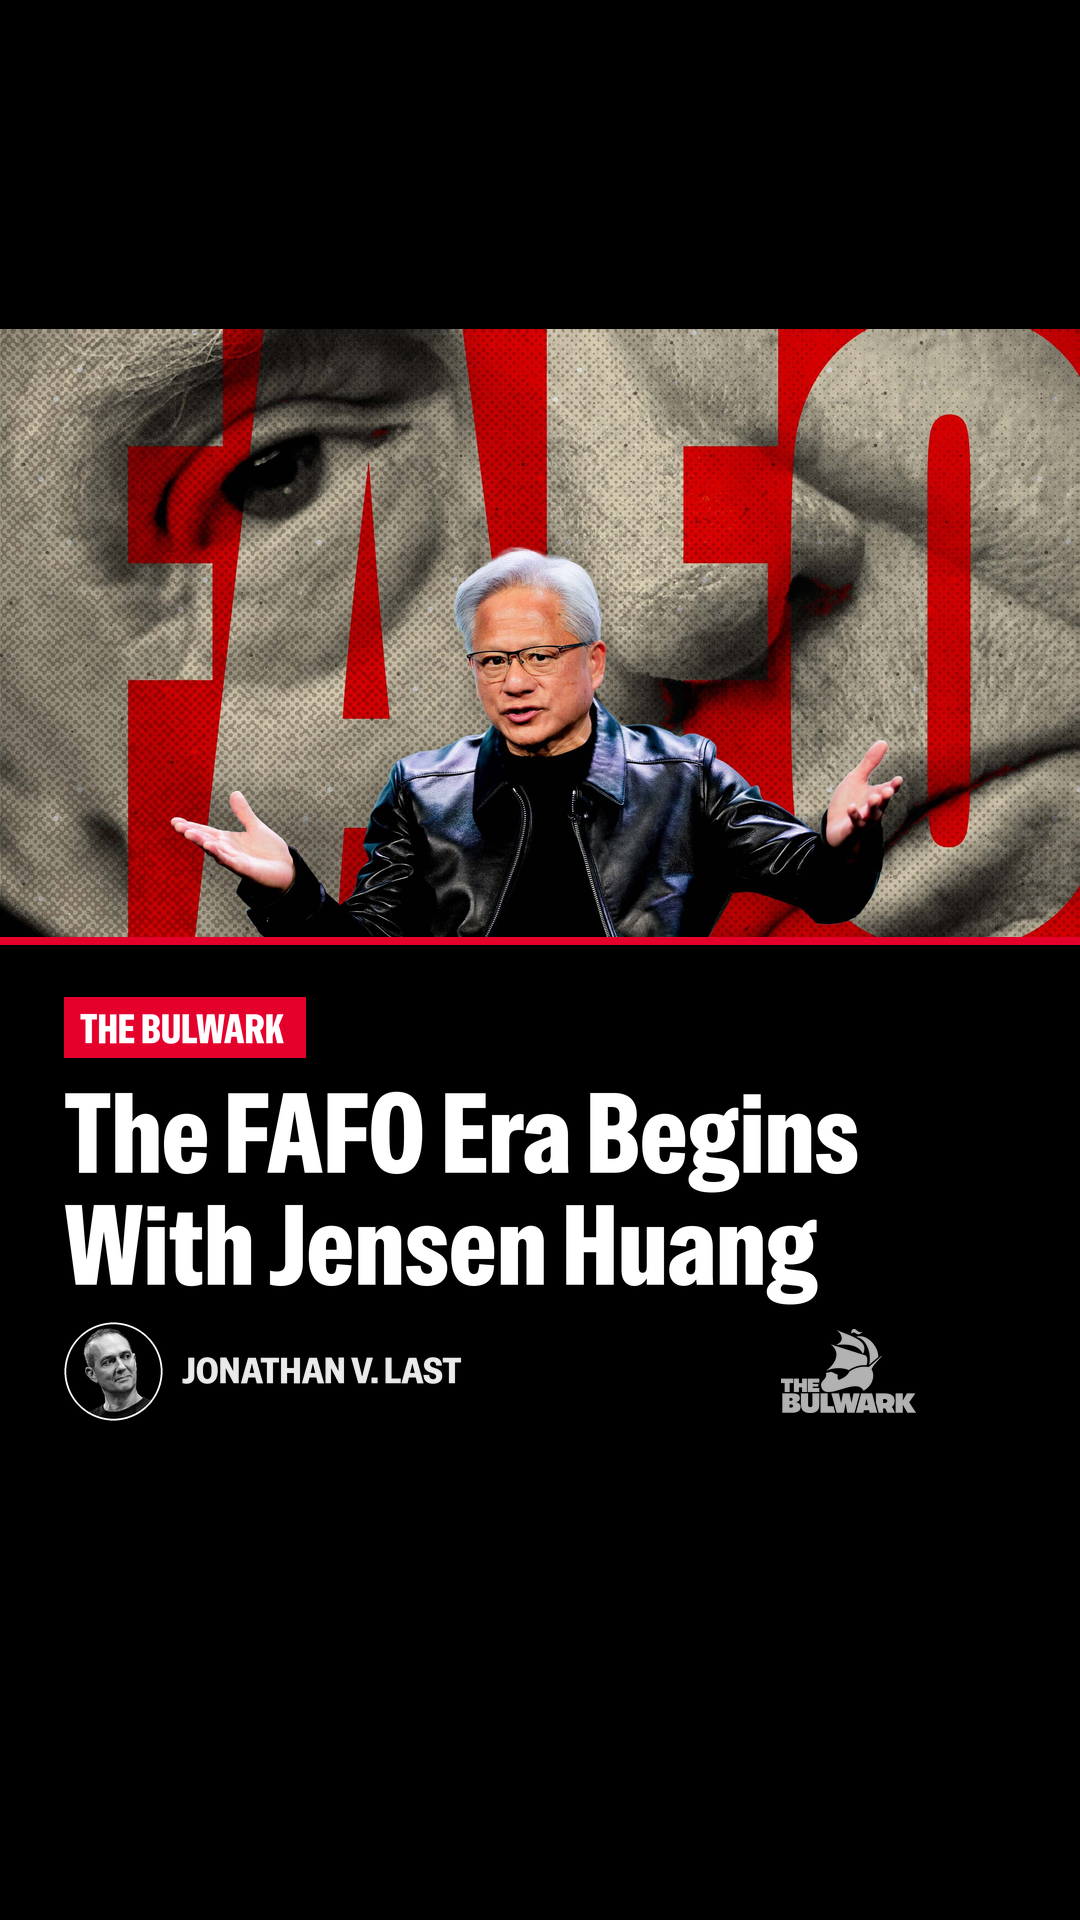 FAFO
THE BULWARK
The FAFO Era Begins
With Jensen Huang
JONATHAN V. LAST
THE
BULWARK